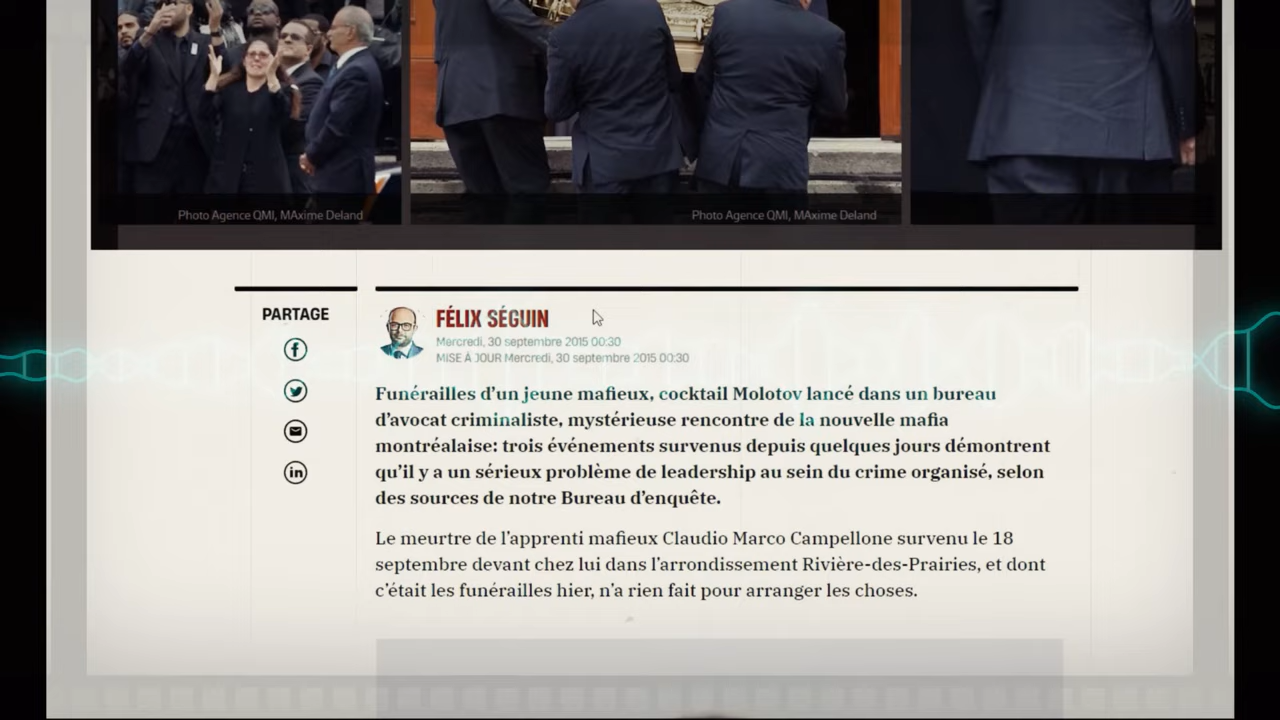 Photo Agence QMI, MAxime Deland
Photo Agence QMI, MAxime Deland
PARTAGE
FÉLIX SÉGUIN
Mercredi, 30 septembre 2015 00:30
MISE À JOUR Mercredi, 30 septembre 2015 00:30
Funérailles d’un jeune mafieux, cocktail Molotov lancé dans un bureau
d’avocat criminaliste, mystérieuse rencontre de la nouvelle mafia
montréalaise: trois événements survenus depuis quelques jours démontrent
qu’il y a un sérieux problème de leadership au sein du crime organisé, selon
des sources de notre Bureau d’enquête.
Le meurtre de l’apprenti mafieux Claudio Marco Campellone survenu le 18
septembre devant chez lui dans l’arrondissement Rivière-des-Prairies, et dont
c’était les funérailles hier, n’a rien fait pour arranger les choses.